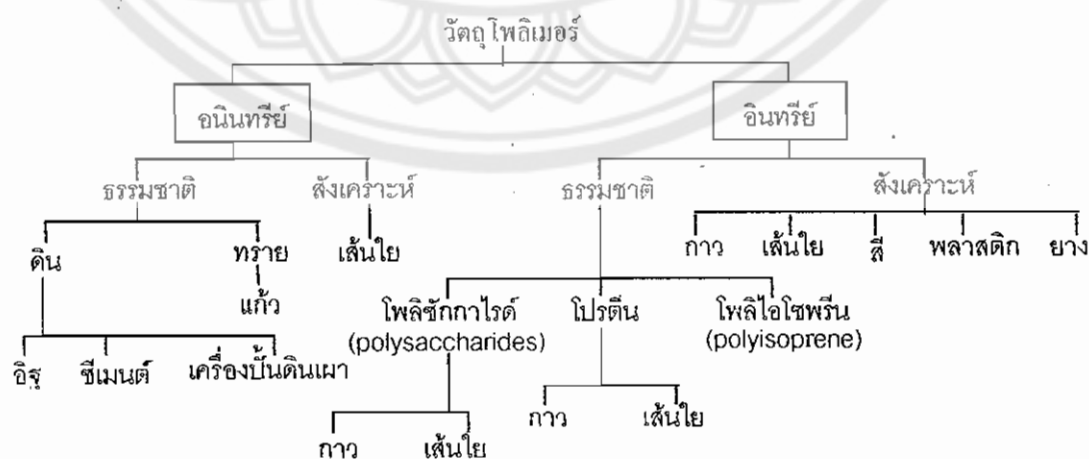 วัตถุโพลิเมอร์
อนินทรีย์ อินทรีย์
ธรรมชาติ สังเคราะห์ ธรรมชาติ สังเคราะห์
ดิน ทราย เส้นใย กาว เส้นใย สี พลาสติก ยาง
แก้ว โพลิซักกาไรด์ โปรตีน โพลิไอโซพรีน
(polysaccharides) (polyisoprene)
อิฐ ซีเมนต์ เครื่องปั้นดินเผา
กาว เส้นใย
กาว เส้นใย